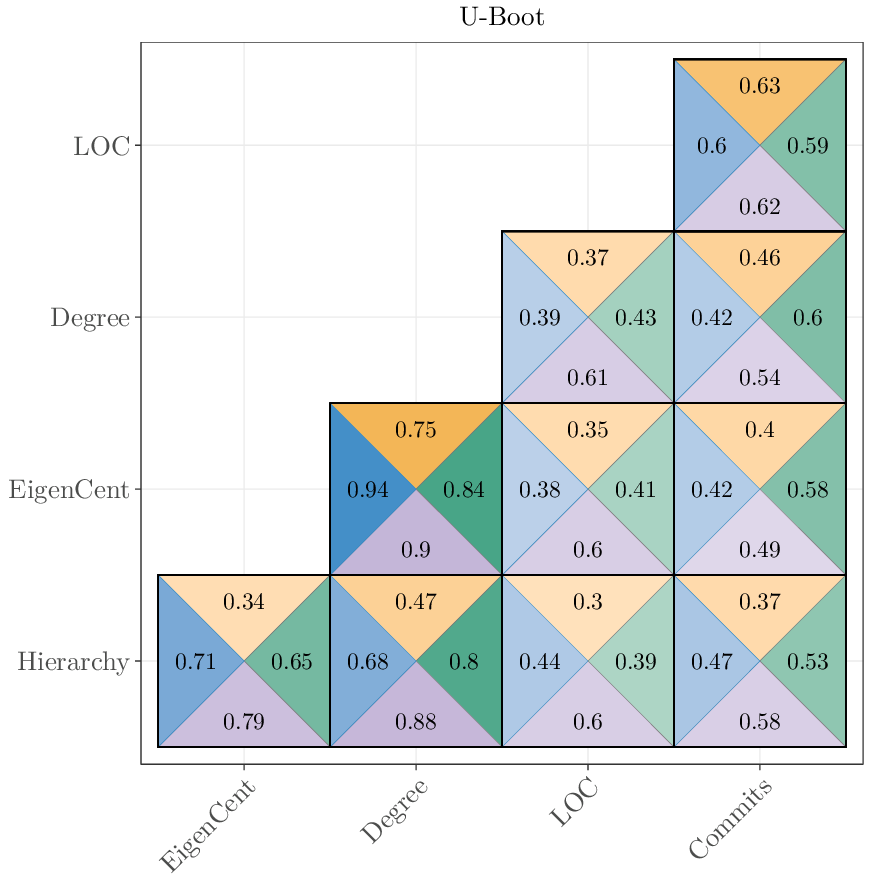 U-Boot
0.63
LOC 0.6 0.59
0.62
0.37 0.46
Degree 0.39 0.43 0.42 0.6
0.61 0.54
0.75 0.35 0.4
EigenCent 0.94 0.84 0.38 0.41 0.42 0.58
0.9 0.6 0.49
0.34 0.47 0.3 0.37
Hierarchy 0.71 0.65 0.68 0.8 0.44 0.39 0.47 0.53
0.79 0.88 0.6 0.58
EigenCent Degree LOC Commits